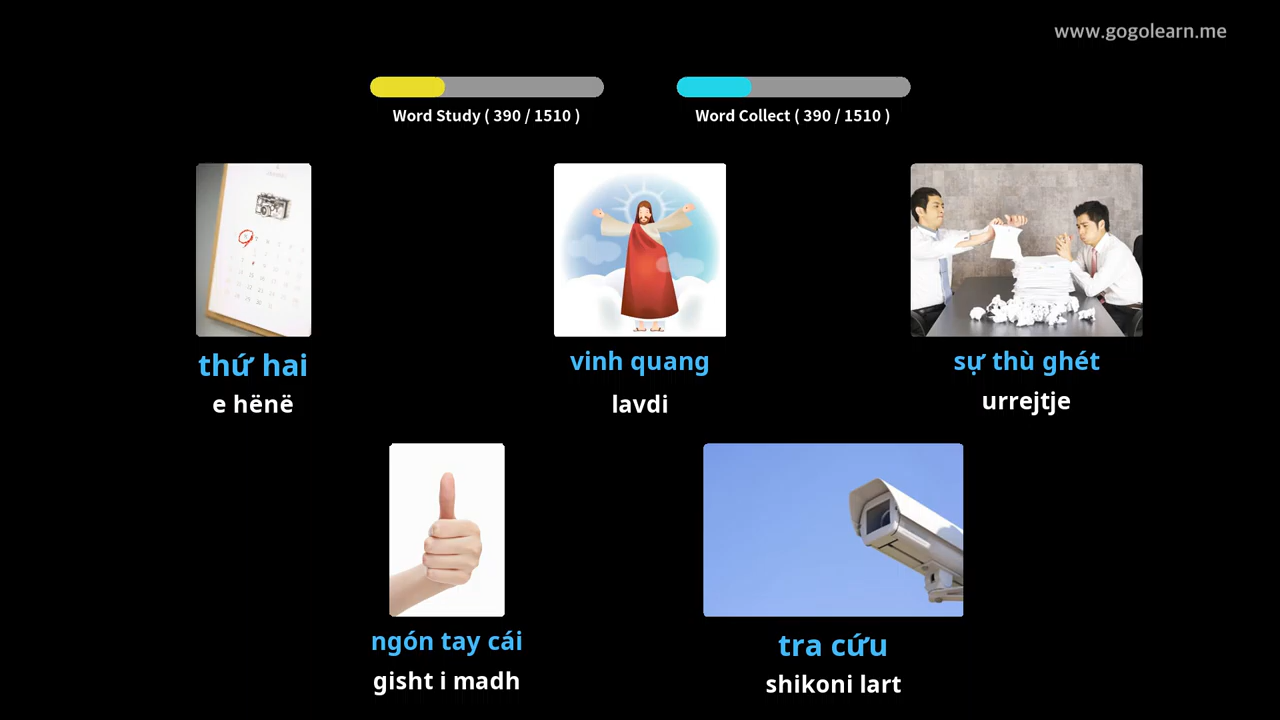 www.gogolearn.me
Word Study ( 390 / 1510 )
Word Collect ( 390 / 1510 )
thứ hai
e hënë
vinh quang
lavdi
sự thù ghét
urrejtje
ngón tay cái
gisht i madh
tra cứu
shikoni lart